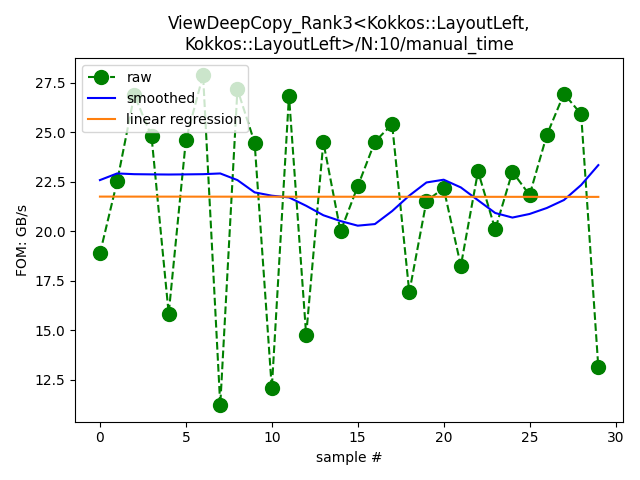 ViewDeepCopy_Rank3<Kokkos::LayoutLeft,
Kokkos::LayoutLeft>/N:10/manual_time
raw
smoothed
linear regression
FOM: GB/s
27.5
25.0
22.5
20.0
17.5
15.0
12.5
0 5 10 15 20 25 30
sample #